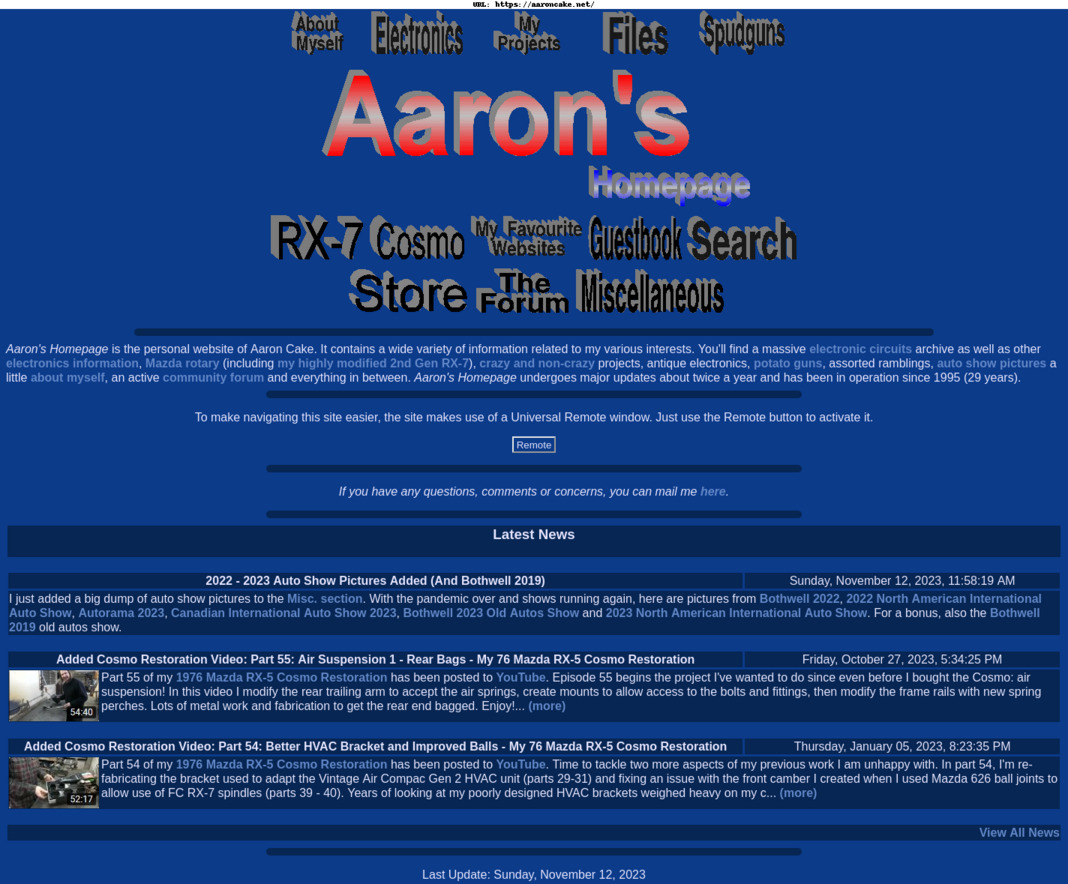 URL: https://aaroncake.net/
About Myself
Electronics
My Projects
Files
Spudguns
Aaron's
Homepage
RX-7 Cosmo My Favourite Websites Guestbook Search
Store The Forum Miscellaneous
Aaron's Homepage is the personal website of Aaron Cake. It contains a wide variety of information related to my various interests. You'll find a massive electronic circuits archive as well as other
electronics information, Mazda rotary (including my highly modified 2nd Gen RX-7), crazy and non-crazy projects, antique electronics, potato guns, assorted ramblings, auto show pictures a
little about myself, an active community forum and everything in between. Aaron's Homepage undergoes major updates about twice a year and has been in operation since 1995 (29 years).
To make navigating this site easier, the site makes use of a Universal Remote window. Just use the Remote button to activate it.
Remote
If you have any questions, comments or concerns, you can mail me here.
Latest News
2022 - 2023 Auto Show Pictures Added (And Bothwell 2019) Sunday, November 12, 2023, 11:58:19 AM
I just added a big dump of auto show pictures to the Misc. section. With the pandemic over and shows running again, here are pictures from Bothwell 2022, 2022 North American International
Auto Show, Autorama 2023, Canadian International Auto Show 2023, Bothwell 2023 Old Autos Show and 2023 North American International Auto Show. For a bonus, also the Bothwell
2019 old autos show.
Added Cosmo Restoration Video: Part 55: Air Suspension 1 - Rear Bags - My 76 Mazda RX-5 Cosmo Restoration Friday, October 27, 2023, 5:34:25 PM
Part 55 of my 1976 Mazda RX-5 Cosmo Restoration has been posted to YouTube. Episode 55 begins the project I've wanted to do since even before I bought the Cosmo: air
suspension! In this video I modify the rear trailing arm to accept the air springs, create mounts to allow access to the bolts and fittings, then modify the frame rails with new spring
perches. Lots of metal work and fabrication to get the rear end bagged. Enjoy!... (more)
54:40
Added Cosmo Restoration Video: Part 54: Better HVAC Bracket and Improved Balls - My 76 Mazda RX-5 Cosmo Restoration Thursday, January 05, 2023, 8:23:35 PM
Part 54 of my 1976 Mazda RX-5 Cosmo Restoration has been posted to YouTube. Time to tackle two more aspects of my previous work I am unhappy with. In part 54, I'm re-
fabricating the bracket used to adapt the Vintage Air Compac Gen 2 HVAC unit (parts 29-31) and fixing an issue with the front camber I created when I used Mazda 626 ball joints to
allow use of FC RX-7 spindles (parts 39 - 40). Years of looking at my poorly designed HVAC brackets weighed heavy on my c... (more)
52:17
View All News
Last Update: Sunday, November 12, 2023